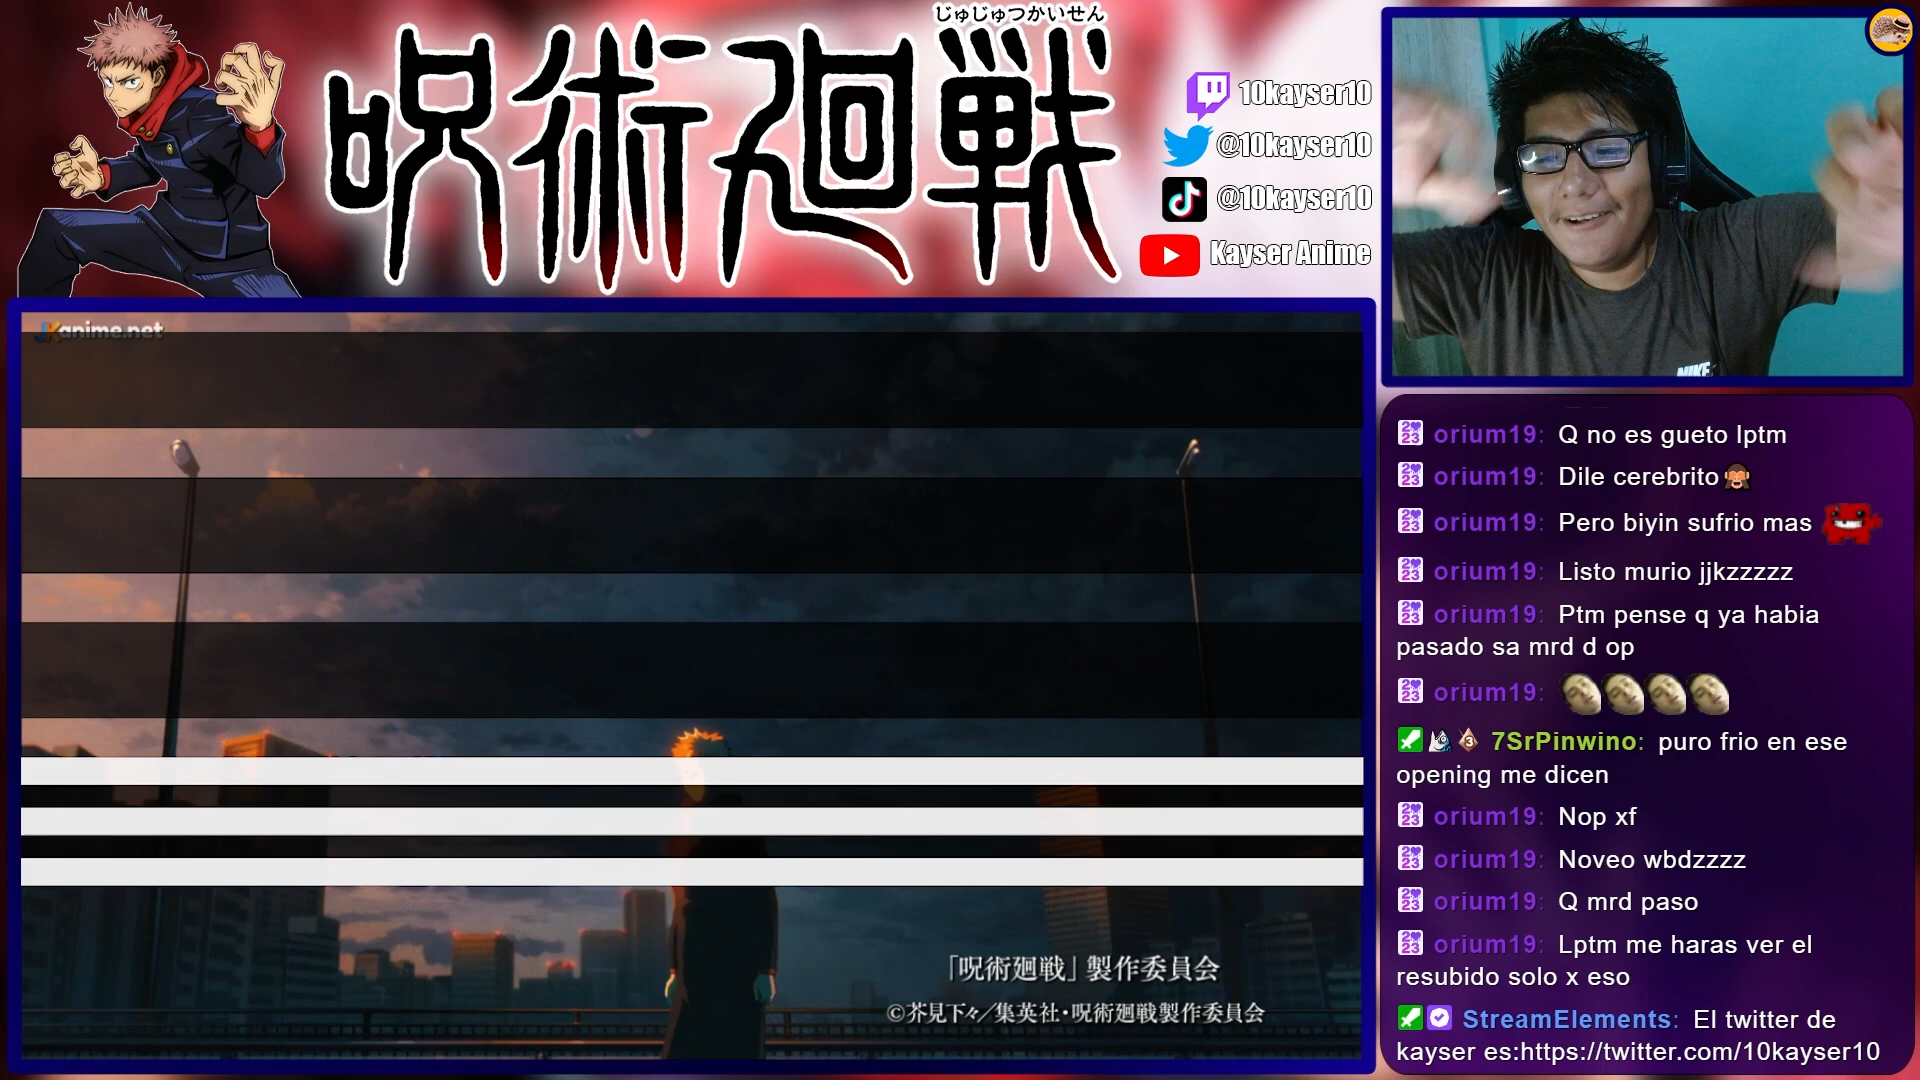 じゅじゅつかいせん
呪術廻戦
10kayser10
@10kayser10
@10kayser10
Kayser Anime
JKanime.net
「呪術廻戦」製作委員会
©芥見下々／集英社・呪術廻戦製作委員会
NIKE
orium19: Q no es gueto lptm
orium19: Dile cerebrito🙈
orium19: Pero biyin sufrio mas
orium19: Listo murio jjkzzzzz
orium19: Ptm pense q ya habia
pasado sa mrd d op
orium19:
7SrPinwino: puro frio en ese
opening me dicen
orium19: Nop xf
orium19: Noveo wbdzzzz
orium19: Q mrd paso
orium19: Lptm me haras ver el
resubido solo x eso
StreamElements: El twitter de
kayser es:https://twitter.com/10kayser10